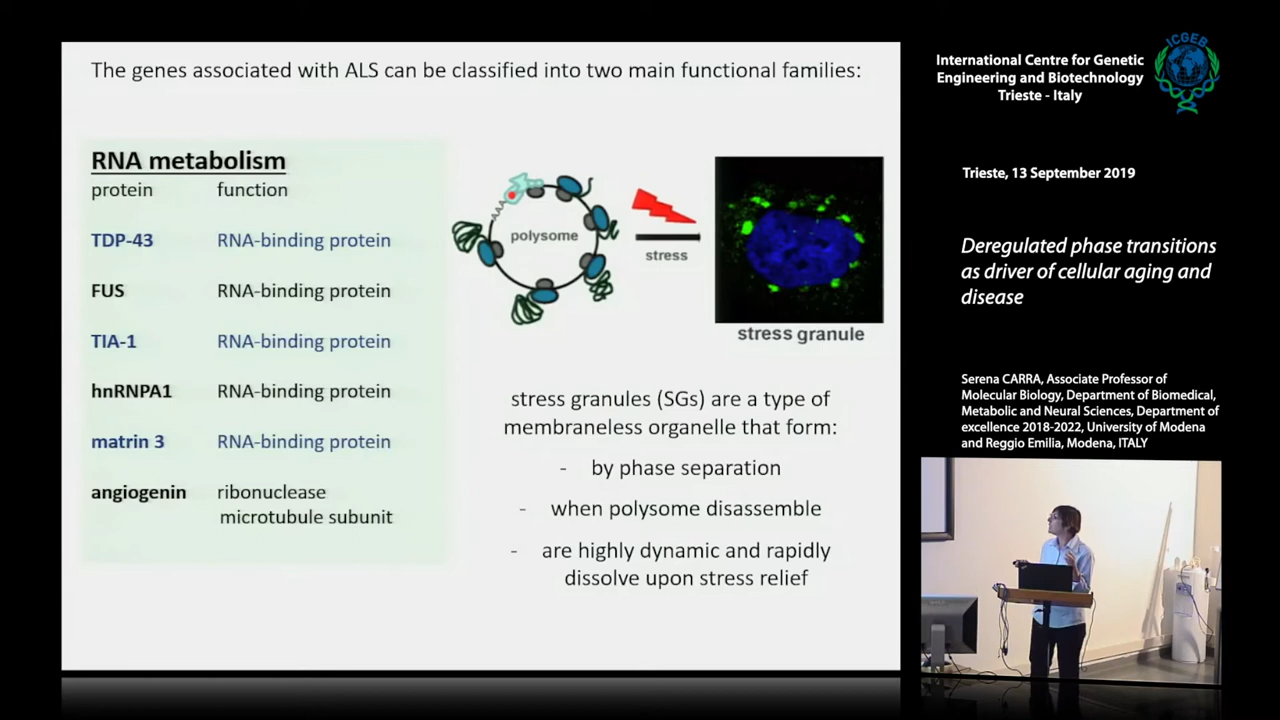 The genes associated with ALS can be classified into two main functional families:
RNA metabolism
protein function
TDP-43 RNA-binding protein
FUS RNA-binding protein
TIA-1 RNA-binding protein
hnRNPA1 RNA-binding protein
matrin 3 RNA-binding protein
angiogenin ribonuclease
microtubule subunit
AAA
polysome
stress
stress granule
stress granules (SGs) are a type of
membraneless organelle that form:
- by phase separation
- when polysome disassemble
- are highly dynamic and rapidly
dissolve upon stress relief
International Centre for Genetic
Engineering and Biotechnology
Trieste - Italy
ICGEB
Trieste, 13 September 2019
Deregulated phase transitions
as driver of cellular aging and
disease
Serena CARRA, Associate Professor of
Molecular Biology, Department of Biomedical,
Metabolic and Neural Sciences, Department of
excellence 2018-2022, University of Modena
and Reggio Emilia, Modena, ITALY